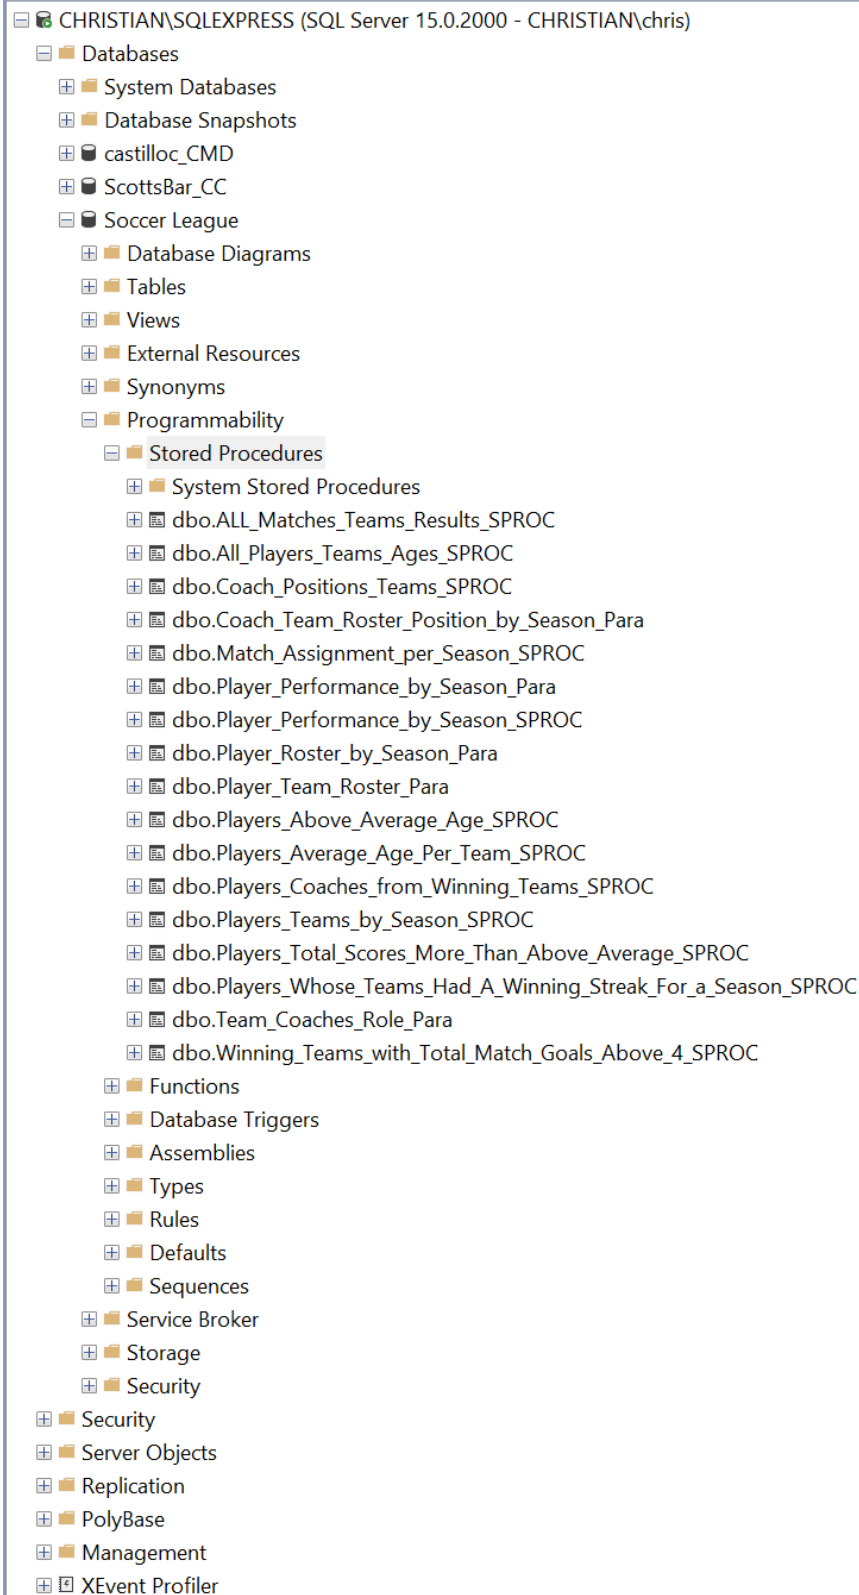 CHRISTIAN\SQLEXPRESS (SQL Server 15.0.2000 - CHRISTIAN\chris)
Databases
System Databases
Database Snapshots
castilloc_CMD
ScottsBar_CC
Soccer League
Database Diagrams
Tables
Views
External Resources
Synonyms
Programmability
Stored Procedures
System Stored Procedures
dbo.ALL_Matches_Teams_Results_SPROC
dbo.All_Players_Teams_Ages_SPROC
dbo.Coach_Positions_Teams_SPROC
dbo.Coach_Team_Roster_Position_by_Season_Para
dbo.Match_Assignment_per_Season_SPROC
dbo.Player_Performance_by_Season_Para
dbo.Player_Performance_by_Season_SPROC
dbo.Player_Roster_by_Season_Para
dbo.Player_Team_Roster_Para
dbo.Players_Above_Average_Age_SPROC
dbo.Players_Average_Age_Per_Team_SPROC
dbo.Players_Coaches_from_Winning_Teams_SPROC
dbo.Players_Teams_by_Season_SPROC
dbo.Players_Total_Scores_More_Than_Above_Average_SPROC
dbo.Players_Whose_Teams_Had_A_Winning_Streak_For_a_Season_SPROC
dbo.Team_Coaches_Role_Para
dbo.Winning_Teams_with_Total_Match_Goals_Above_4_SPROC
Functions
Database Triggers
Assemblies
Types
Rules
Defaults
Sequences
Service Broker
Storage
Security
Security
Server Objects
Replication
PolyBase
Management
XEvent Profiler